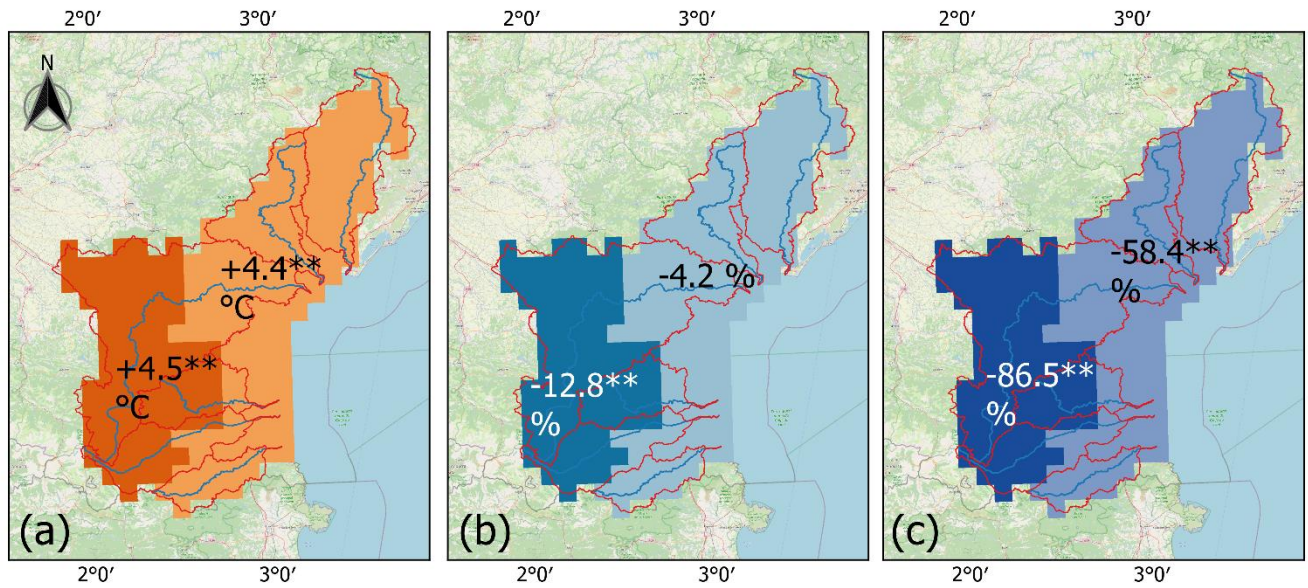 2°0′ 3°0′ 2°0′ 3°0′ 2°0′ 3°0′
N
+4.4**
°C
+4.5**
°C
(a)
-4.2 %
-12.8**
%
(b)
-58.4**
%
-86.5**
%
(c)
2°0′ 3°0′ 2°0′ 3°0′ 2°0′ 3°0′